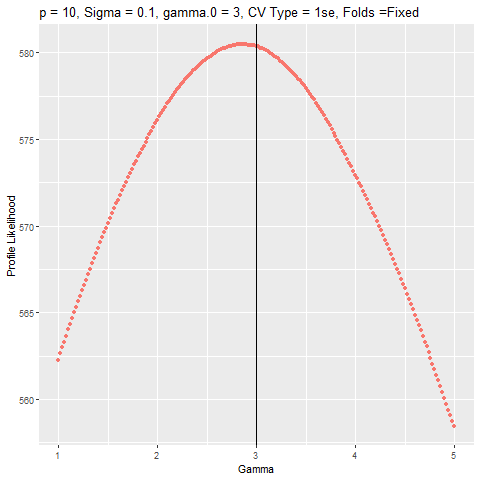 p = 10, Sigma = 0.1, gamma.0 = 3, CV Type = 1se, Folds =Fixed
Profile Likelihood
580
575
570
565
560
1 2 3 4 5
Gamma